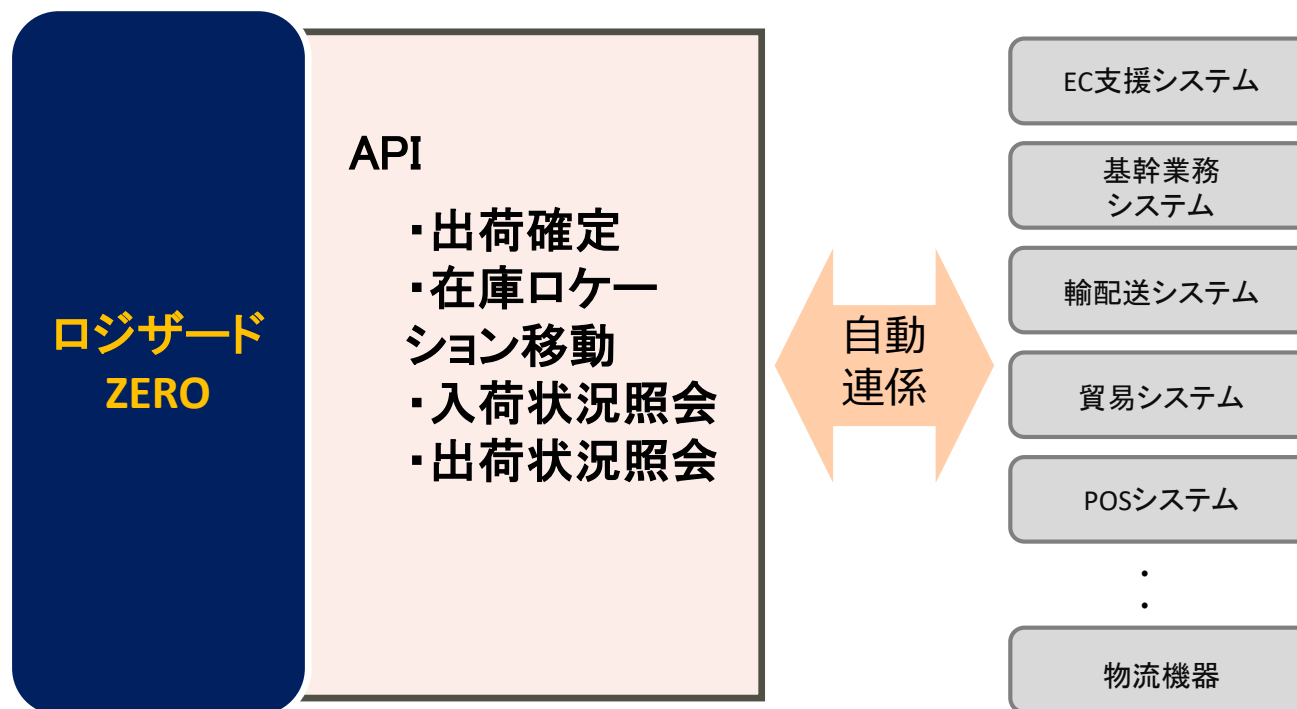 ロジザード
ZERO
API
・出荷確定
・在庫ロケー
ション移動
・入荷状況照会
・出荷状況照会
自動
連係
EC支援システム
基幹業務
システム
輸配送システム
貿易システム
POSシステム
・
・
物流機器